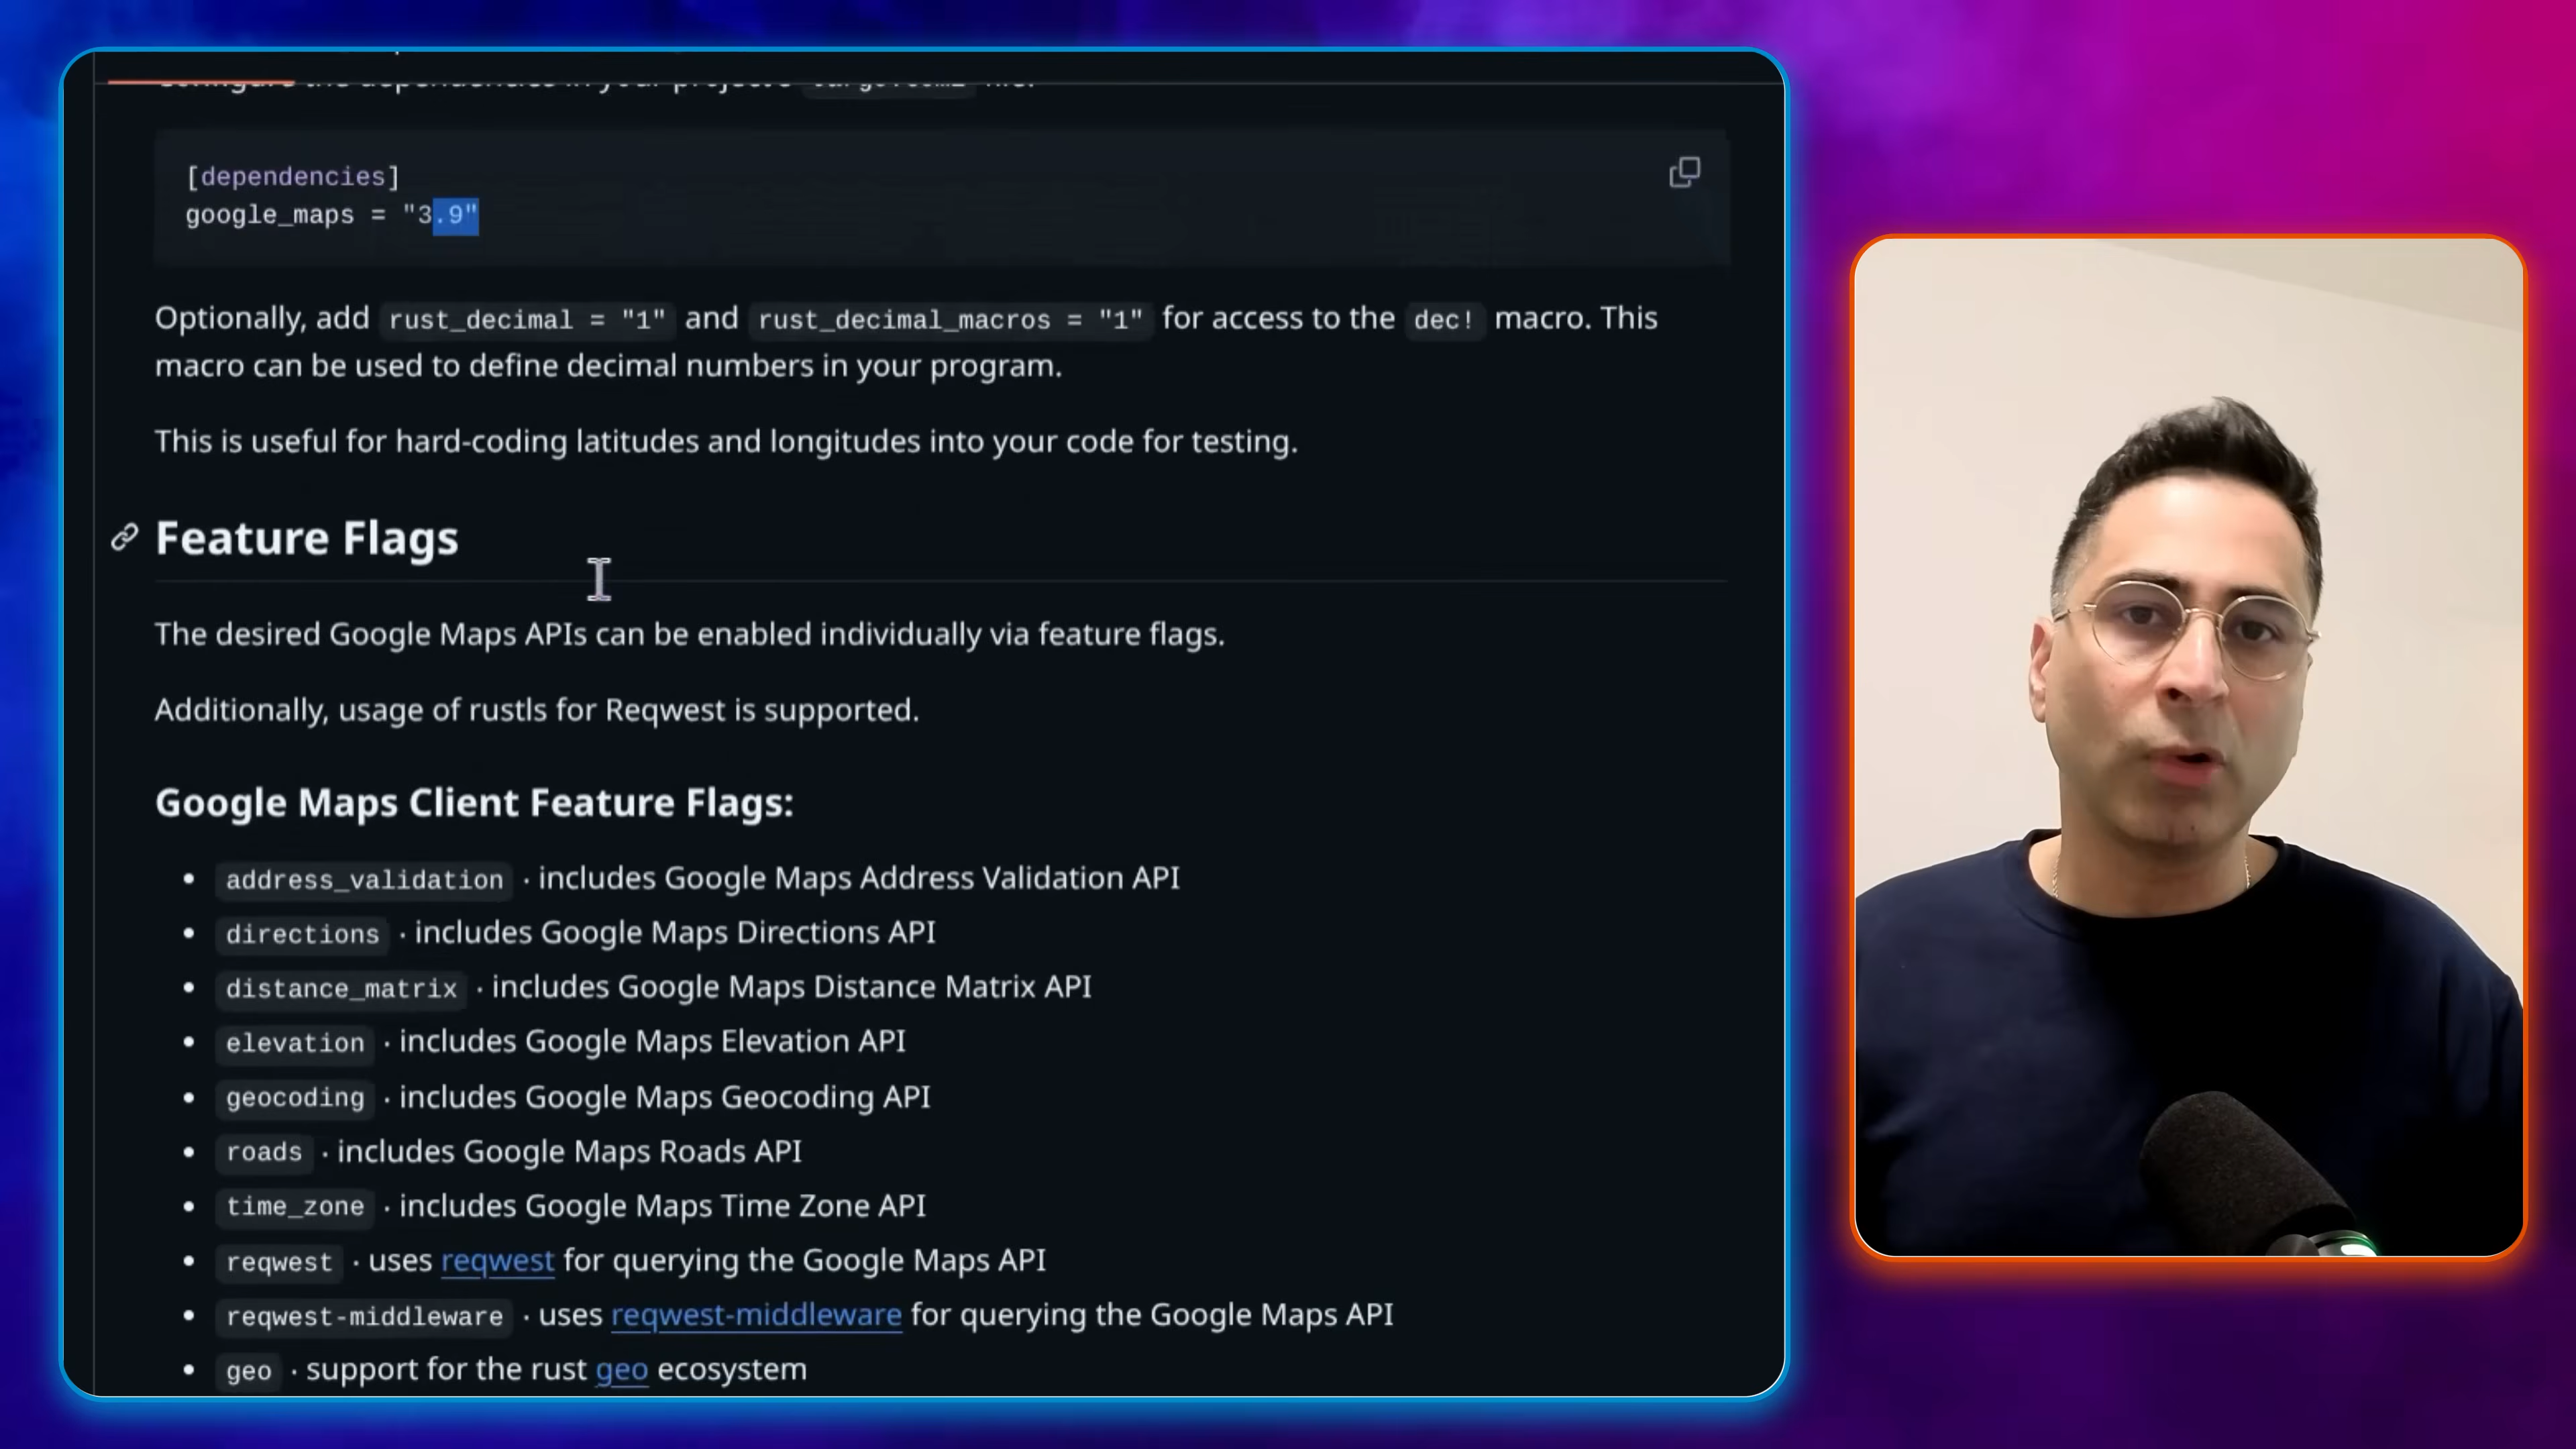 [dependencies]
google_maps = "3.9"
Optionally, add rust_decimal = "1" and rust_decimal_macros = "1" for access to the dec! macro. This
macro can be used to define decimal numbers in your program.
This is useful for hard-coding latitudes and longitudes into your code for testing.
Feature Flags
The desired Google Maps APIs can be enabled individually via feature flags.
Additionally, usage of rustls for Reqwest is supported.
Google Maps Client Feature Flags:
• address_validation · includes Google Maps Address Validation API
• directions · includes Google Maps Directions API
• distance_matrix · includes Google Maps Distance Matrix API
• elevation · includes Google Maps Elevation API
• geocoding · includes Google Maps Geocoding API
• roads · includes Google Maps Roads API
• time_zone · includes Google Maps Time Zone API
• reqwest · uses reqwest for querying the Google Maps API
• reqwest-middleware · uses reqwest-middleware for querying the Google Maps API
• geo · support for the rust geo ecosystem